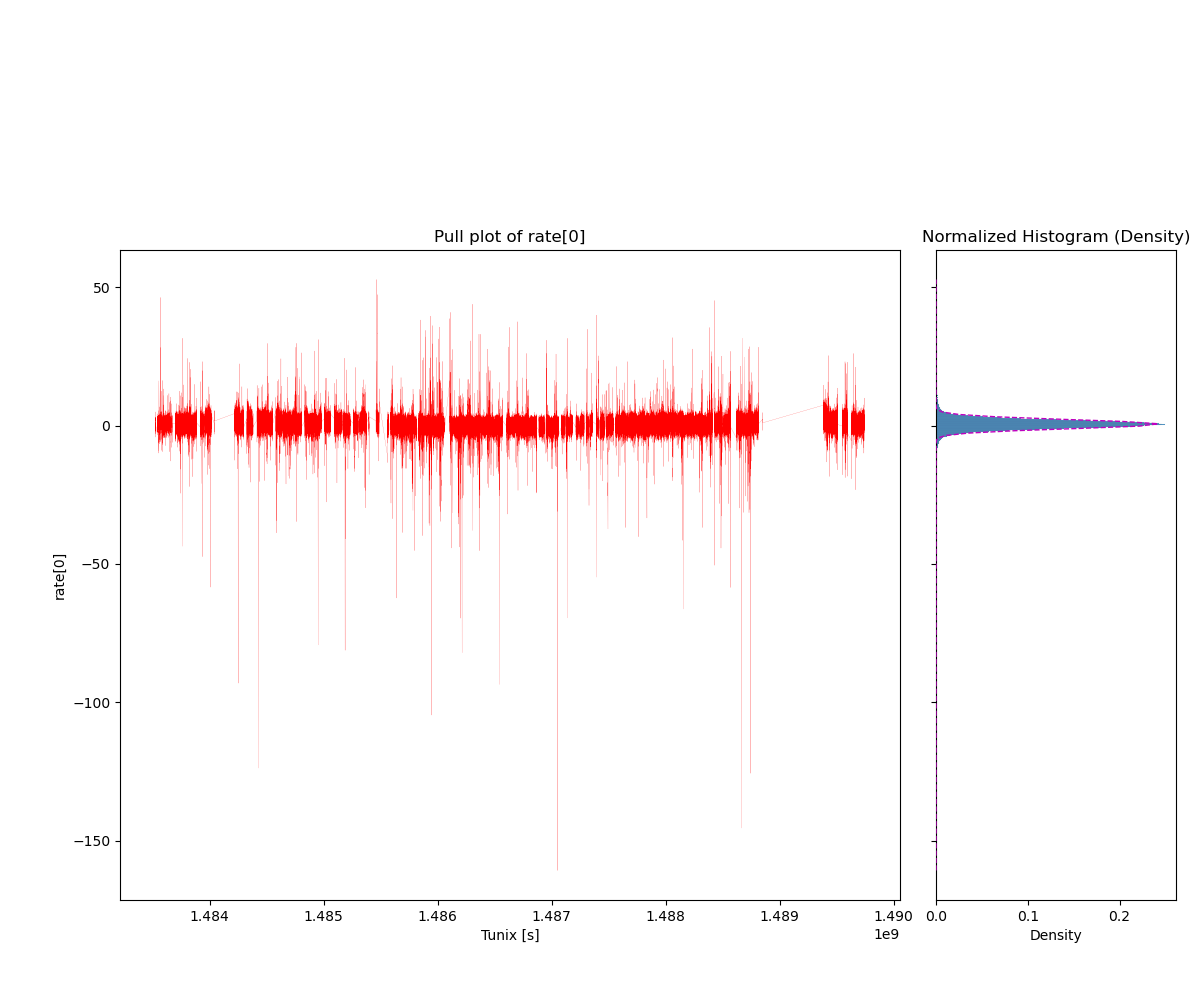 Pull plot of rate[0]
Normalized Histogram (Density)
50
0
−50
−100
−150
rate[0]
1.484 1.485 1.486 1.487 1.488 1.489 1.490
1e9
Tunix [s]
0.0 0.1 0.2
Density